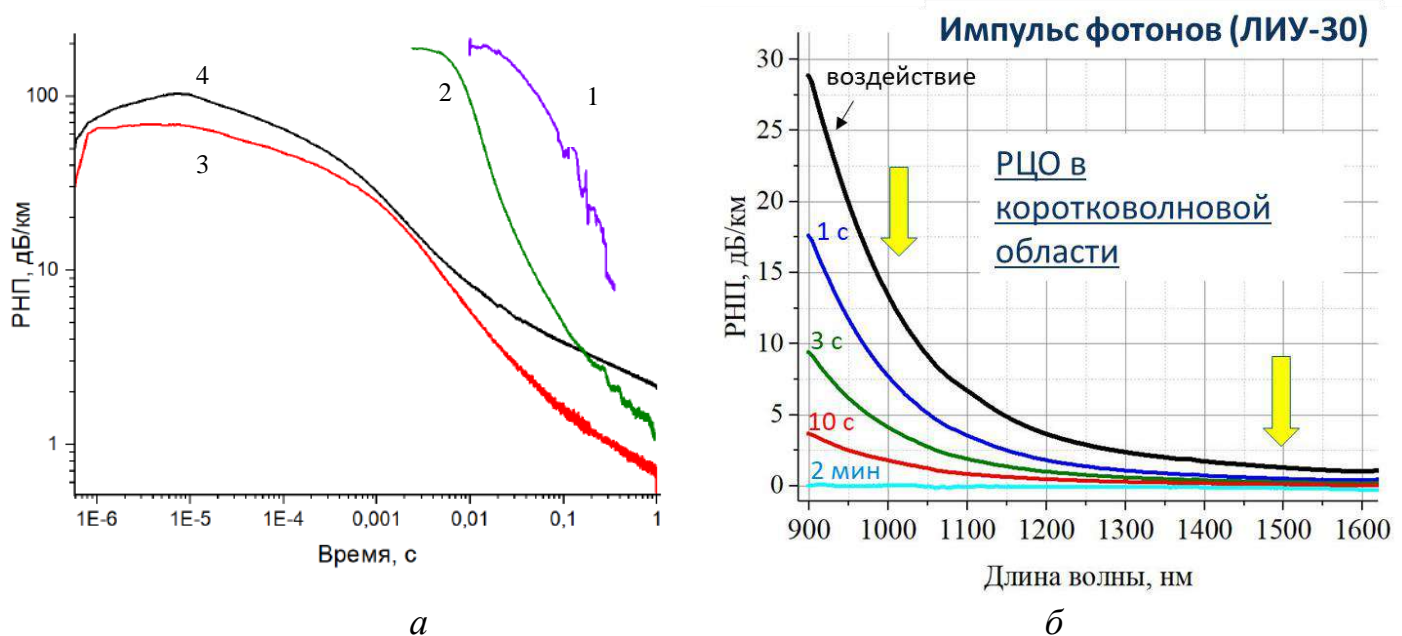 РНП, дБ/км
100
10
1
4
3
2
1
1E-6 1E-5 1E-4 0,001 0,01 0,1 1
Время, с
а
Импульс фотонов (ЛИУ-30)
РНП, дБ/км
30
25
20
15
10
5
0
воздействие
РЦО в
коротковолновой
области
1 с
3 с
10 с
2 мин
900 1000 1100 1200 1300 1400 1500 1600
Длина волны, нм
б